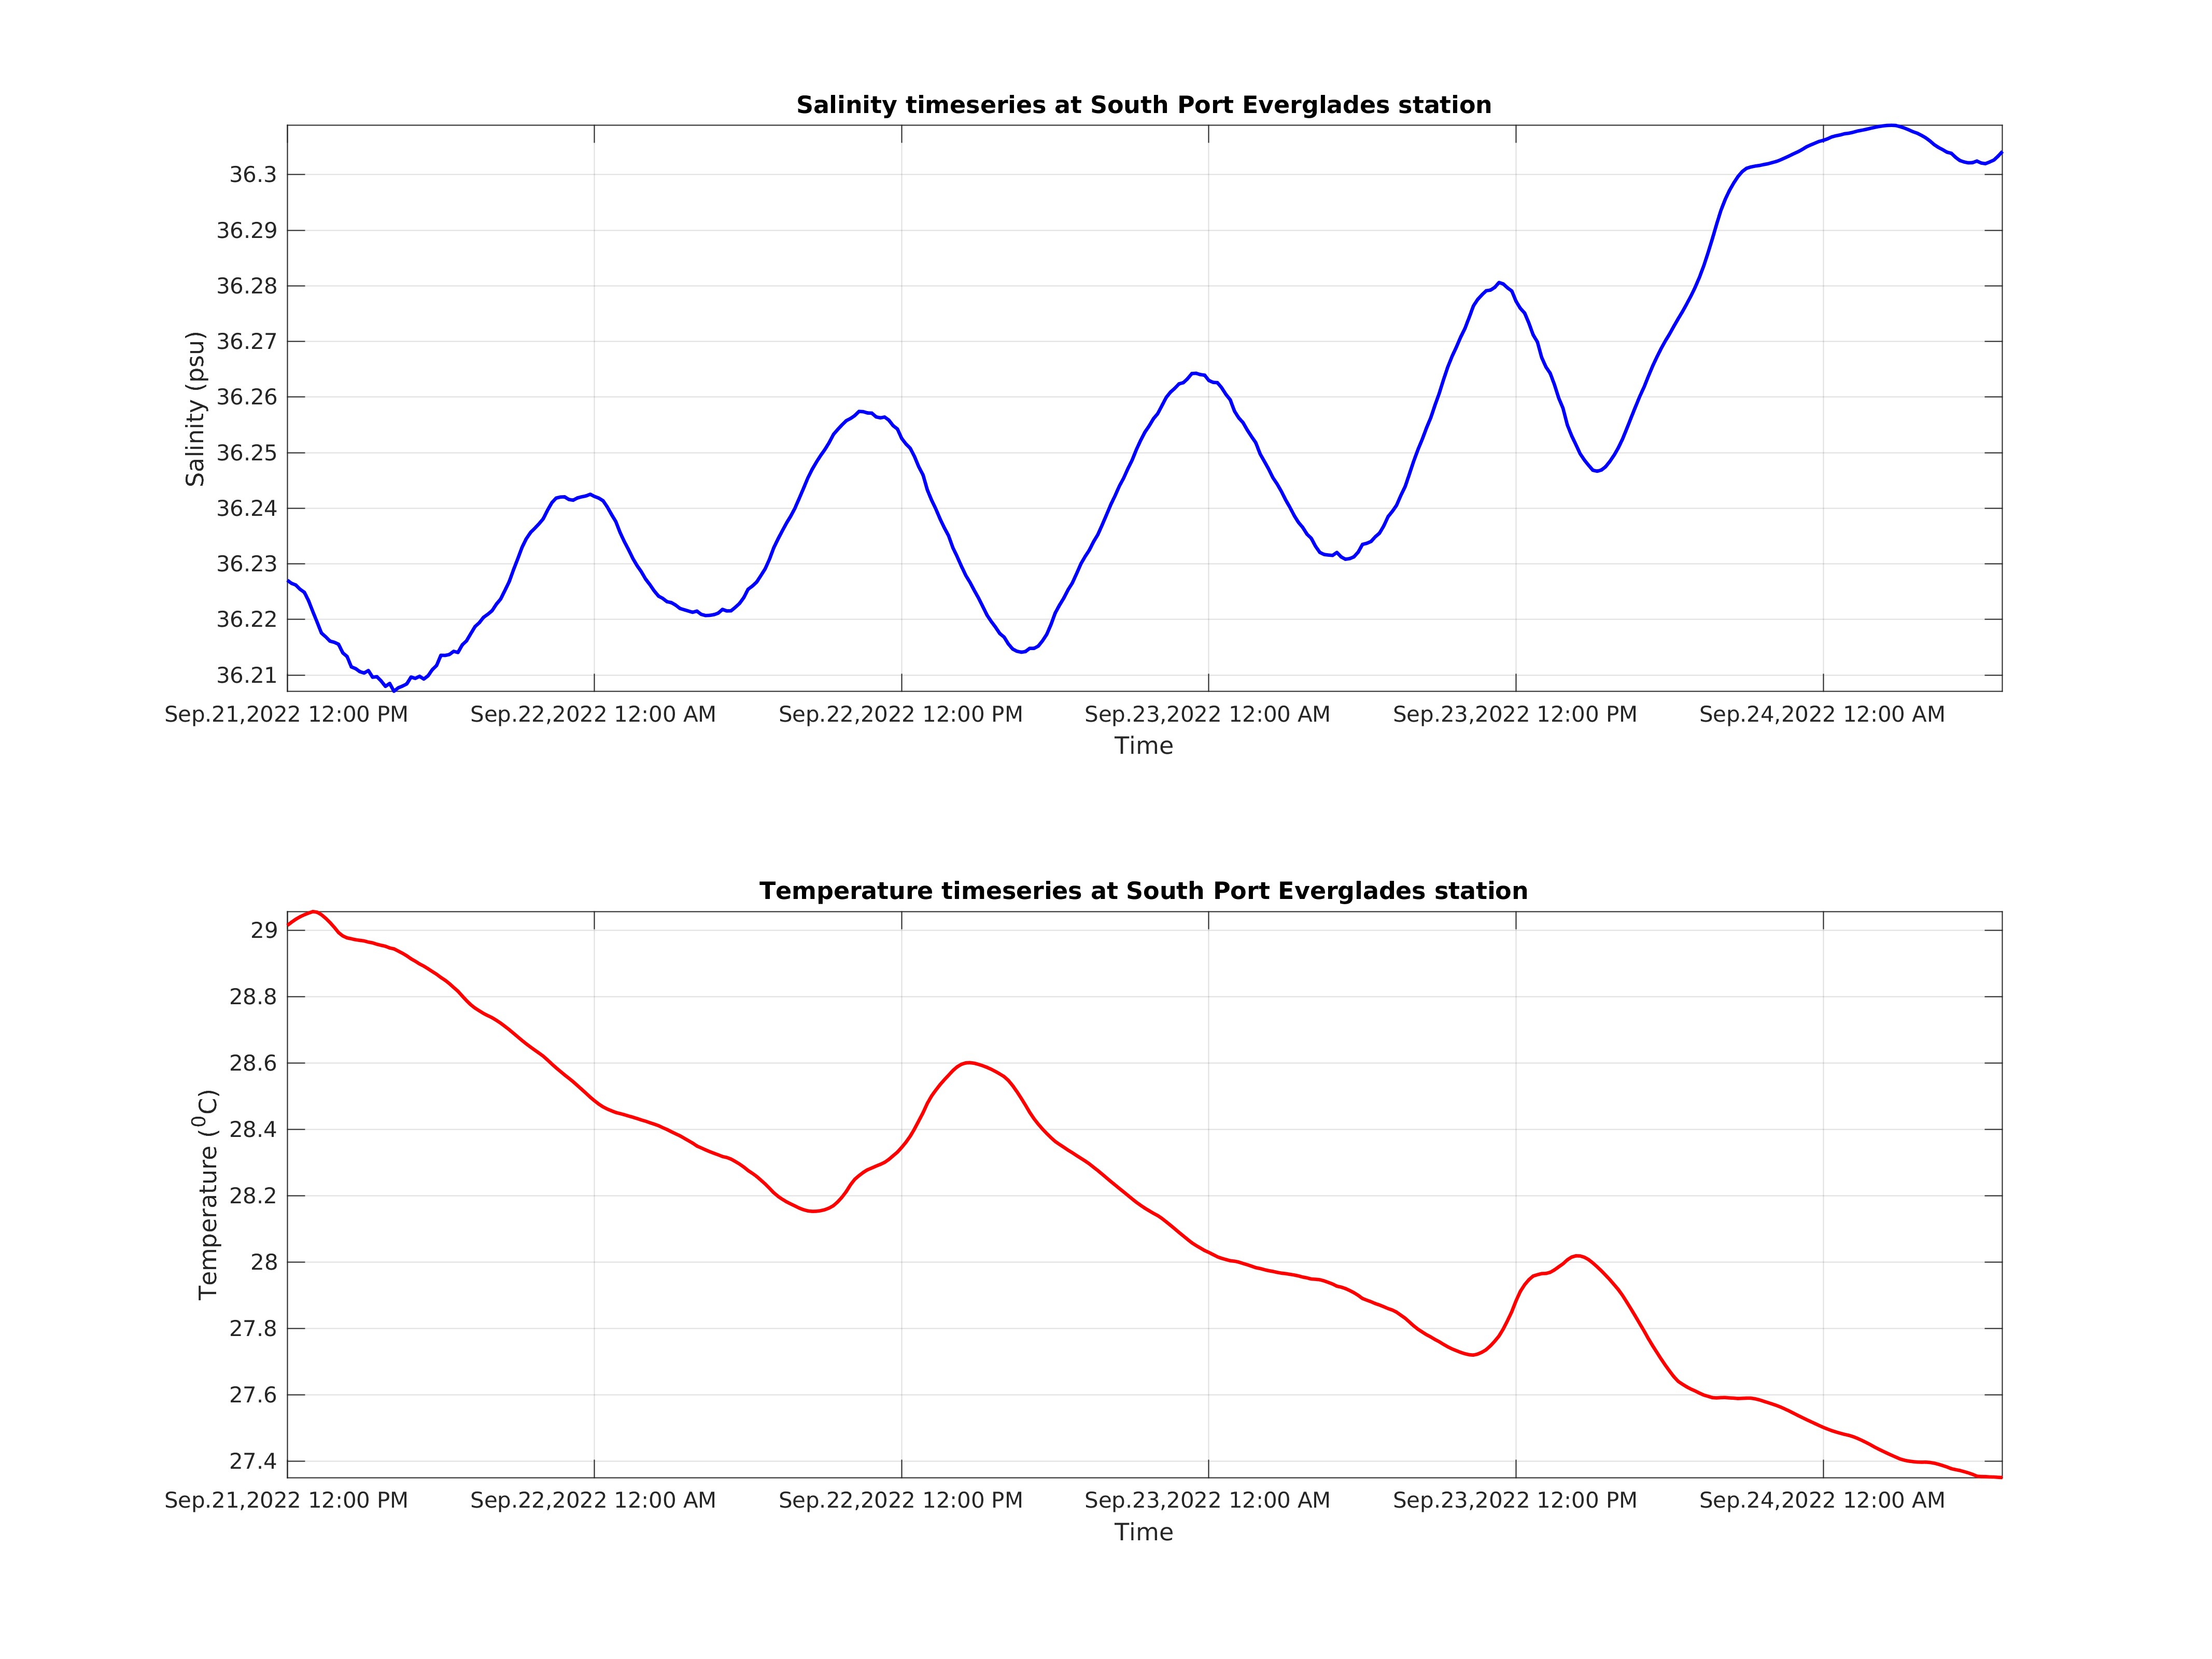 Salinity timeseries at South Port Everglades station
36.3
36.29
36.28
36.27
36.26
36.25
36.24
36.23
36.22
36.21
Salinity (psu)
Sep.21,2022 12:00 PM Sep.22,2022 12:00 AM Sep.22,2022 12:00 PM Sep.23,2022 12:00 AM Sep.23,2022 12:00 PM Sep.24,2022 12:00 AM
Time
Temperature timeseries at South Port Everglades station
29
28.8
28.6
28.4
28.2
28
27.8
27.6
27.4
Temperature (⁰C)
Sep.21,2022 12:00 PM Sep.22,2022 12:00 AM Sep.22,2022 12:00 PM Sep.23,2022 12:00 AM Sep.23,2022 12:00 PM Sep.24,2022 12:00 AM
Time